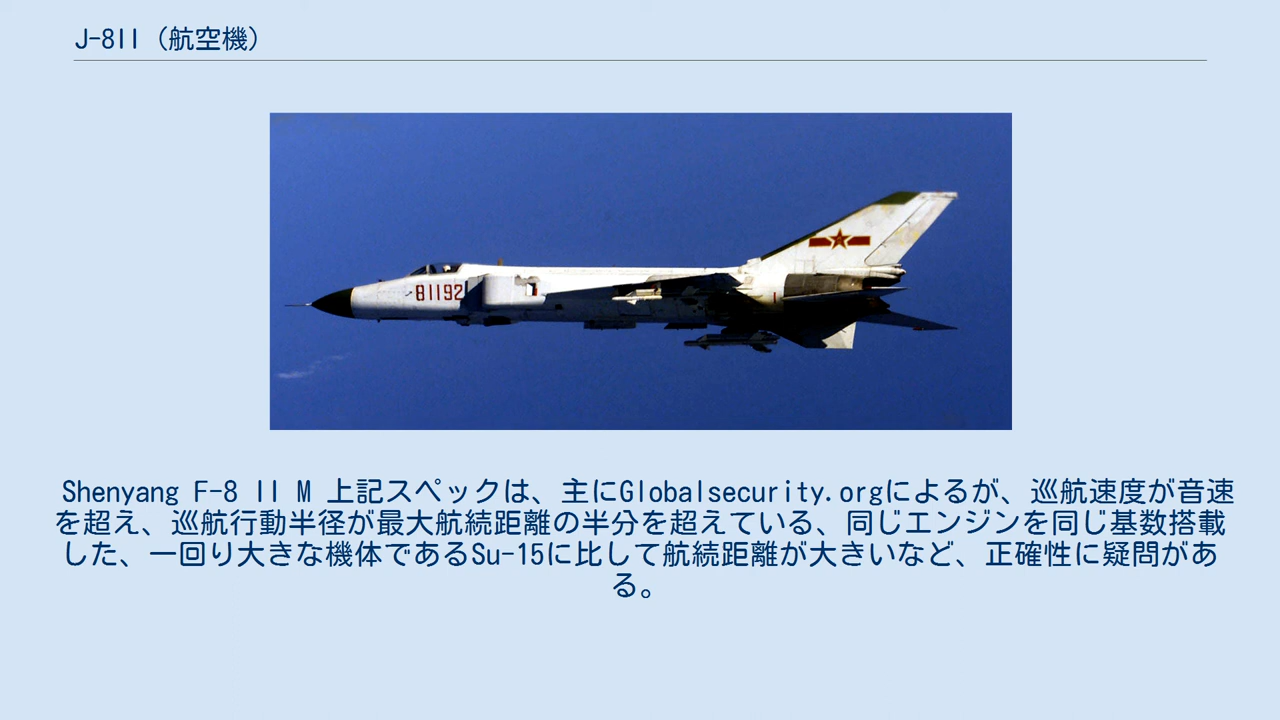 J-8II（航空機）
81192
Shenyang F-8 II M 上記スペックは、主にGlobalsecurity.orgによるが、巡航速度が音速
を超え、巡航行動半径が最大航続距離の半分を超えている、同じエンジンを同じ基数搭載
した、一回り大きな機体であるSu-15に比して航続距離が大きいなど、正確性に疑問があ
る。